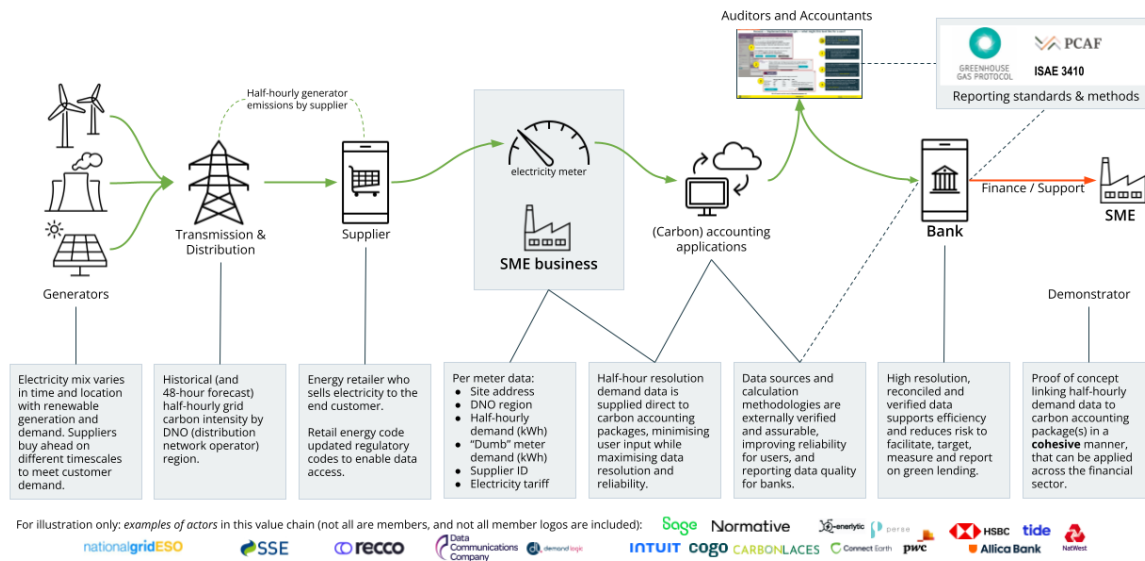 Auditors and Accountants
GREENHOUSE
GAS PROTOCOL
PCAF
ISAE 3410
Reporting standards & methods
Half-hourly generator
emissions by supplier
electricity meter
Generators
Transmission &
Distribution
Supplier
SME business
(Carbon) accounting
applications
Bank
Finance / Support
SME
Demonstrator
Electricity mix varies
in time and location
with renewable
generation and
demand. Suppliers
buy ahead on
different timescales
to meet customer
demand.
Historical (and
48-hour forecast)
half-hourly grid
carbon intensity by
DNO (distribution
network operator)
region.
Energy retailer who
sells electricity to the
end customer.
Retail energy code
updated regulatory
codes to enable data
access.
Per meter data:
● Site address
● DNO region
● Half-hourly
demand (kWh)
● “Dumb” meter
demand (kWh)
● Supplier ID
● Electricity tariff
Half-hour resolution
demand data is
supplied direct to
carbon accounting
packages, minimising
user input while
maximising data
resolution and
reliability.
Data sources and
calculation
methodologies are
externally verified
and assurable,
improving reliability
for users, and
reporting data quality
for banks.
High resolution,
reconciled and
verified data
supports efficiency
and reduces risk to
facilitate, target,
measure and report
on green lending.
Proof of concept
linking half-hourly
demand data to
carbon accounting
package(s) in a
cohesive manner,
that can be applied
across the financial
sector.
For illustration only: examples of actors in this value chain (not all are members, and not all member logos are included):
Sage
Normative
enerlytic
perse
HSBC
tide
nationalgridESO
SSE
recco
Data
Communications
Company
demand logic
INTUIT
cogo
CARBONLACES
Connect Earth
pwc
Allica Bank
NatWest